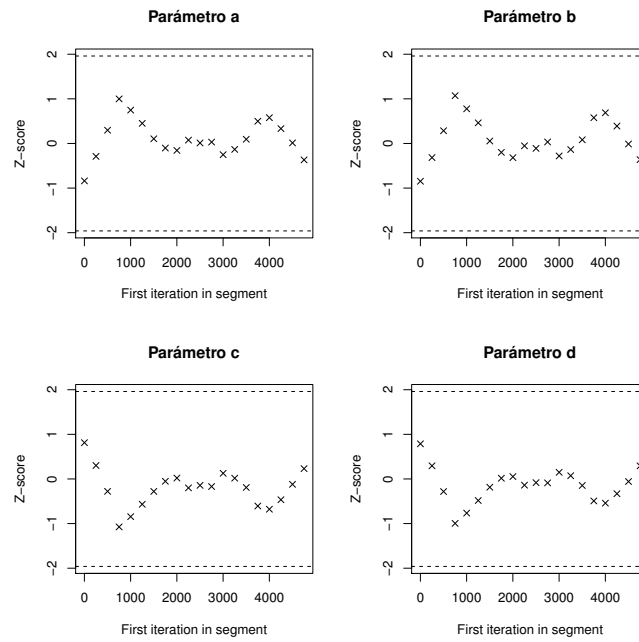 Parámetro a
Z−score
2
1
0
−1
−2
0 1000 2000 3000 4000
First iteration in segment
Parámetro b
Z−score
2
1
0
−1
−2
0 1000 2000 3000 4000
First iteration in segment
Parámetro c
Z−score
2
1
0
−1
−2
0 1000 2000 3000 4000
First iteration in segment
Parámetro d
Z−score
2
1
0
−1
−2
0 1000 2000 3000 4000
First iteration in segment